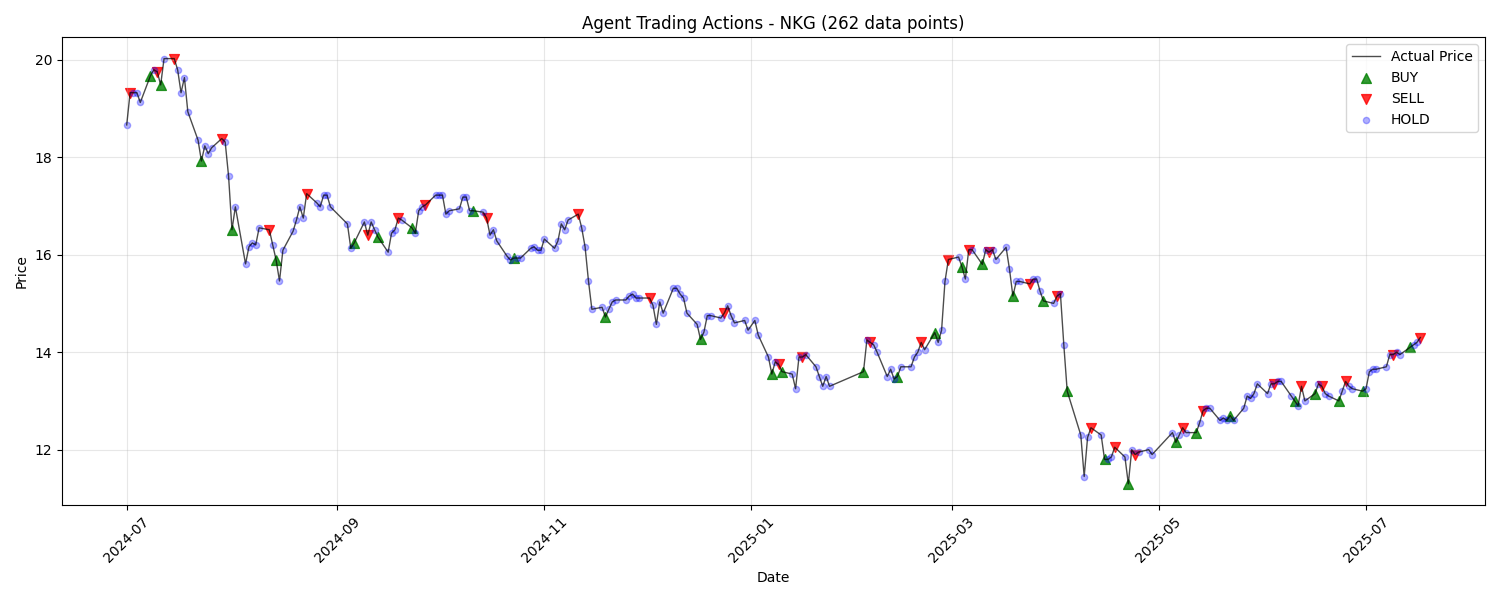 Agent Trading Actions - NKG (262 data points)
Actual Price
BUY
SELL
HOLD
Price
20
18
16
14
12
2024-07
2024-09
2024-11
2025-01
2025-03
2025-05
2025-07
Date